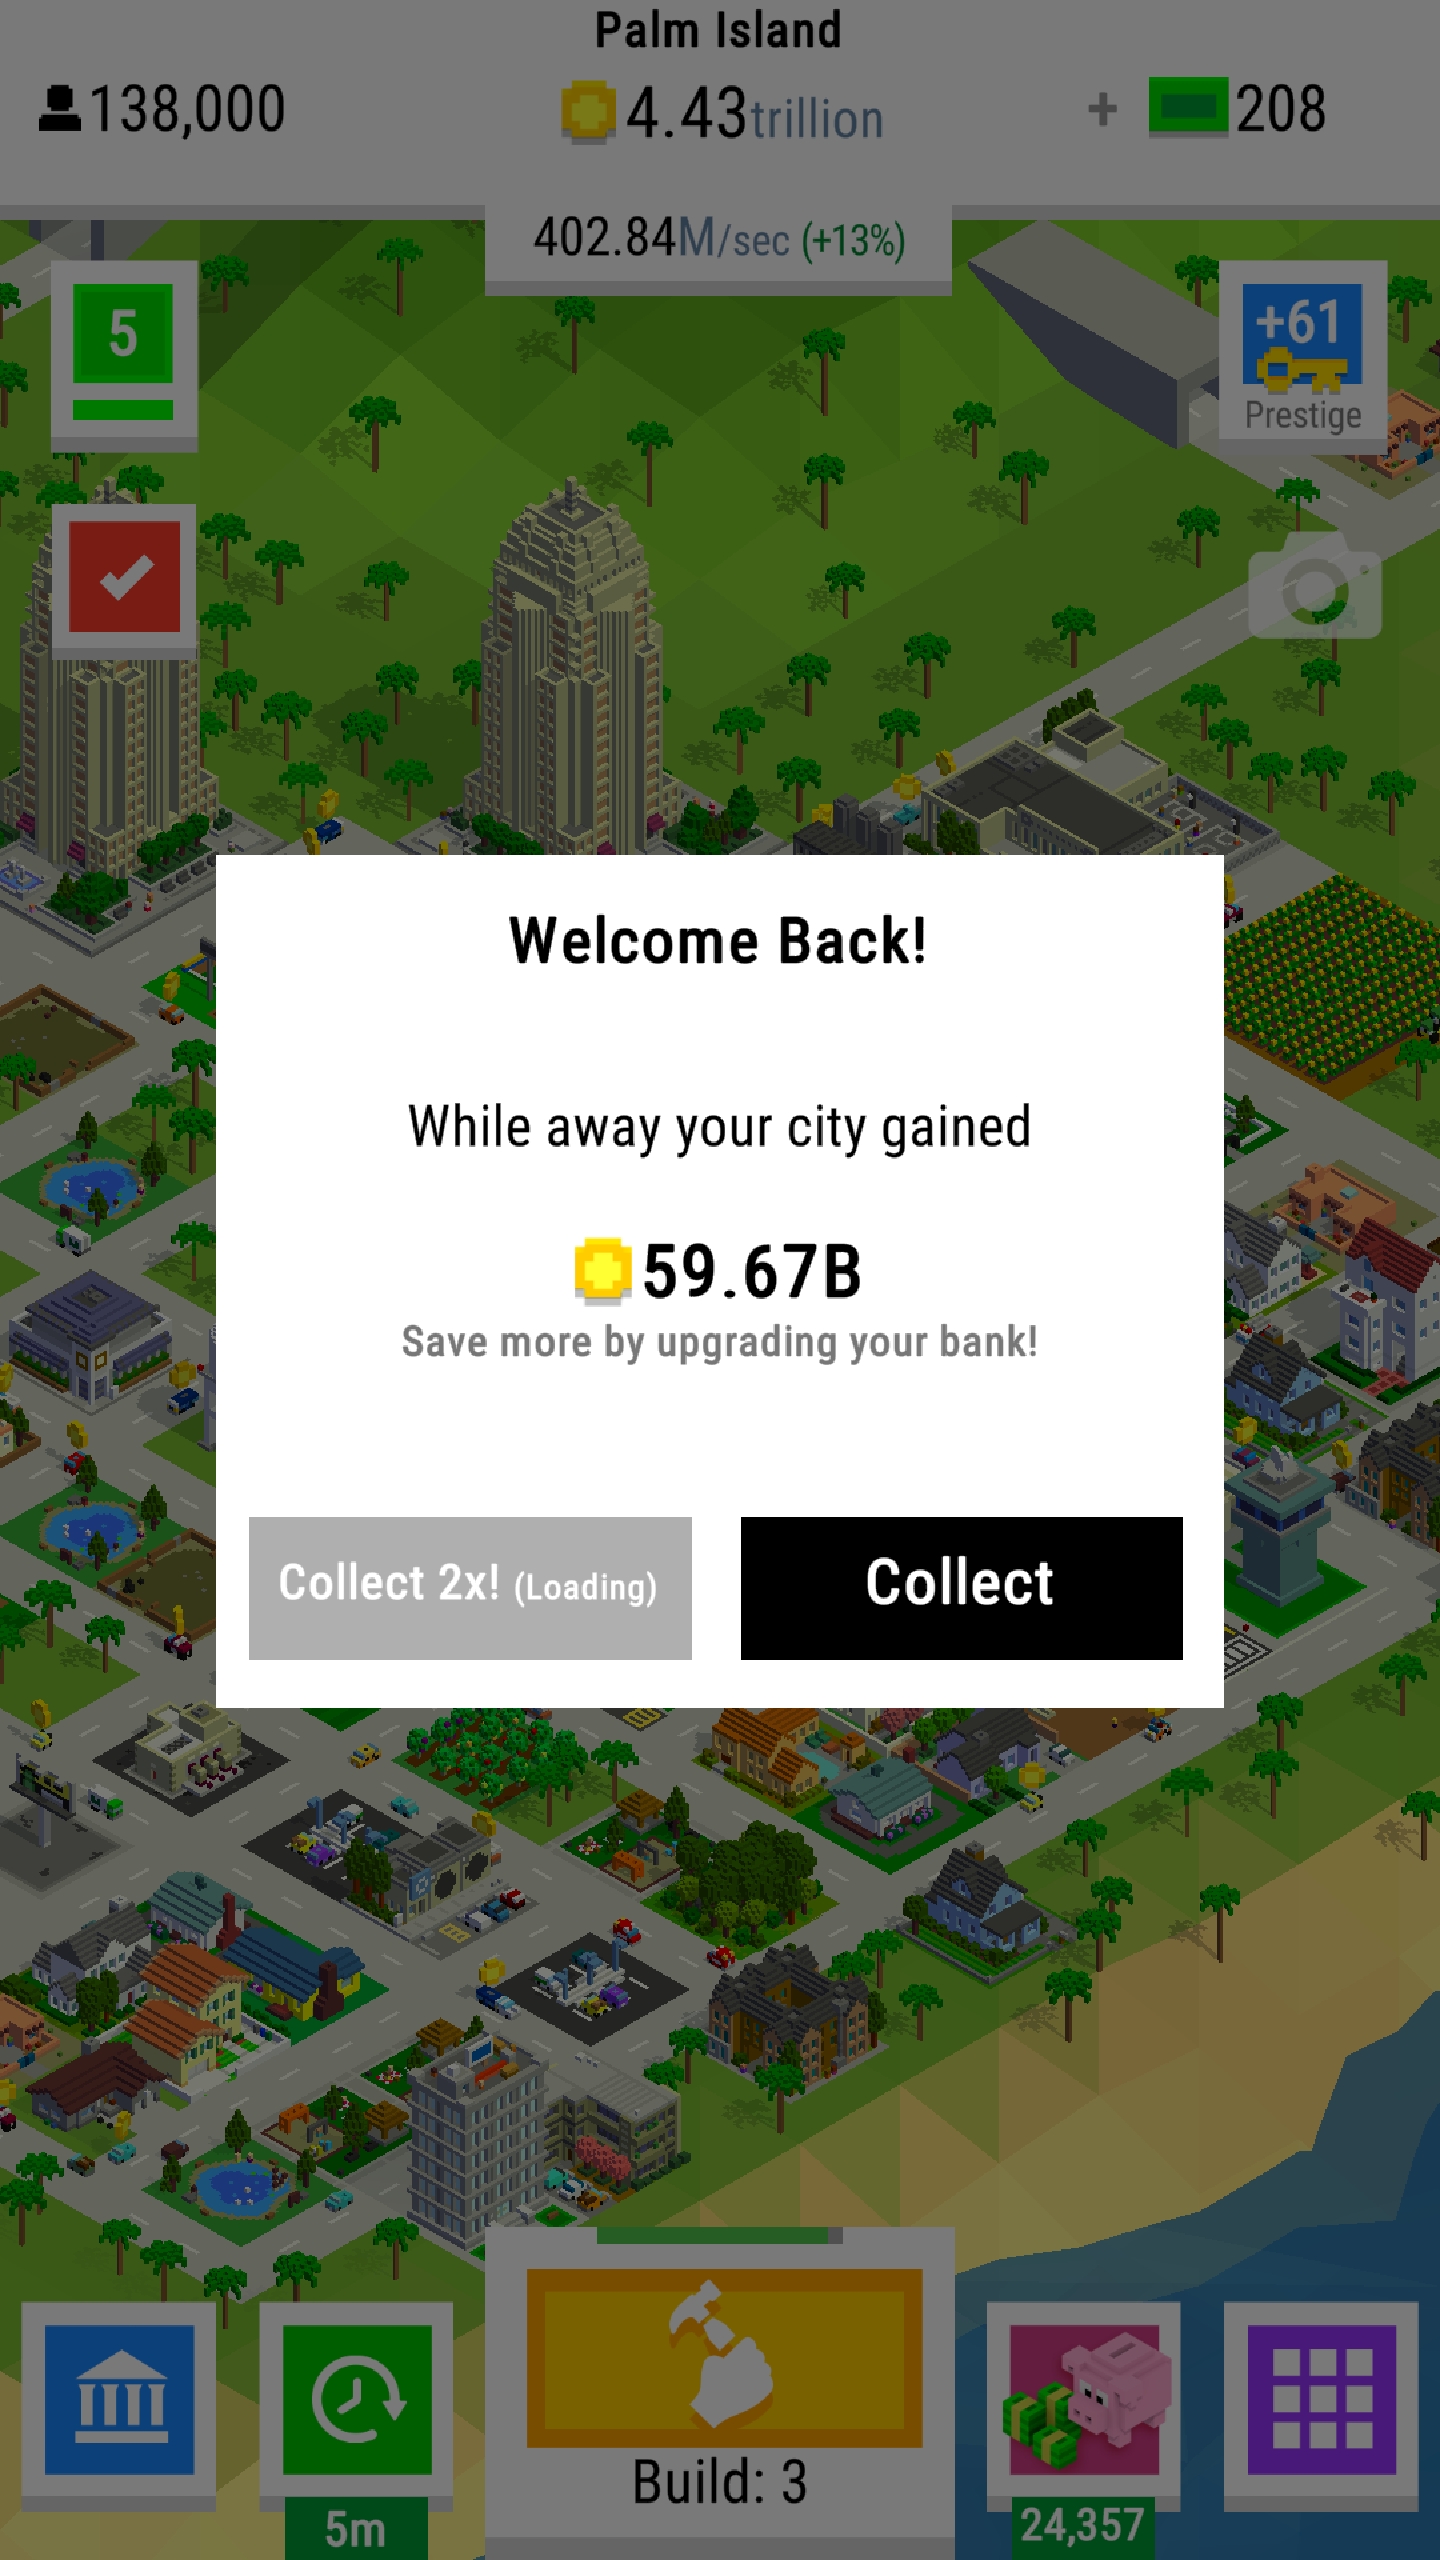 Palm Island
138,000
4.43trillion
+ 208
402.84M/sec (+13%)
5
+61
Prestige
Welcome Back!
While away your city gained
59.67B
Save more by upgrading your bank!
Collect 2x! (Loading)
Collect
Build: 3
5m
24,357